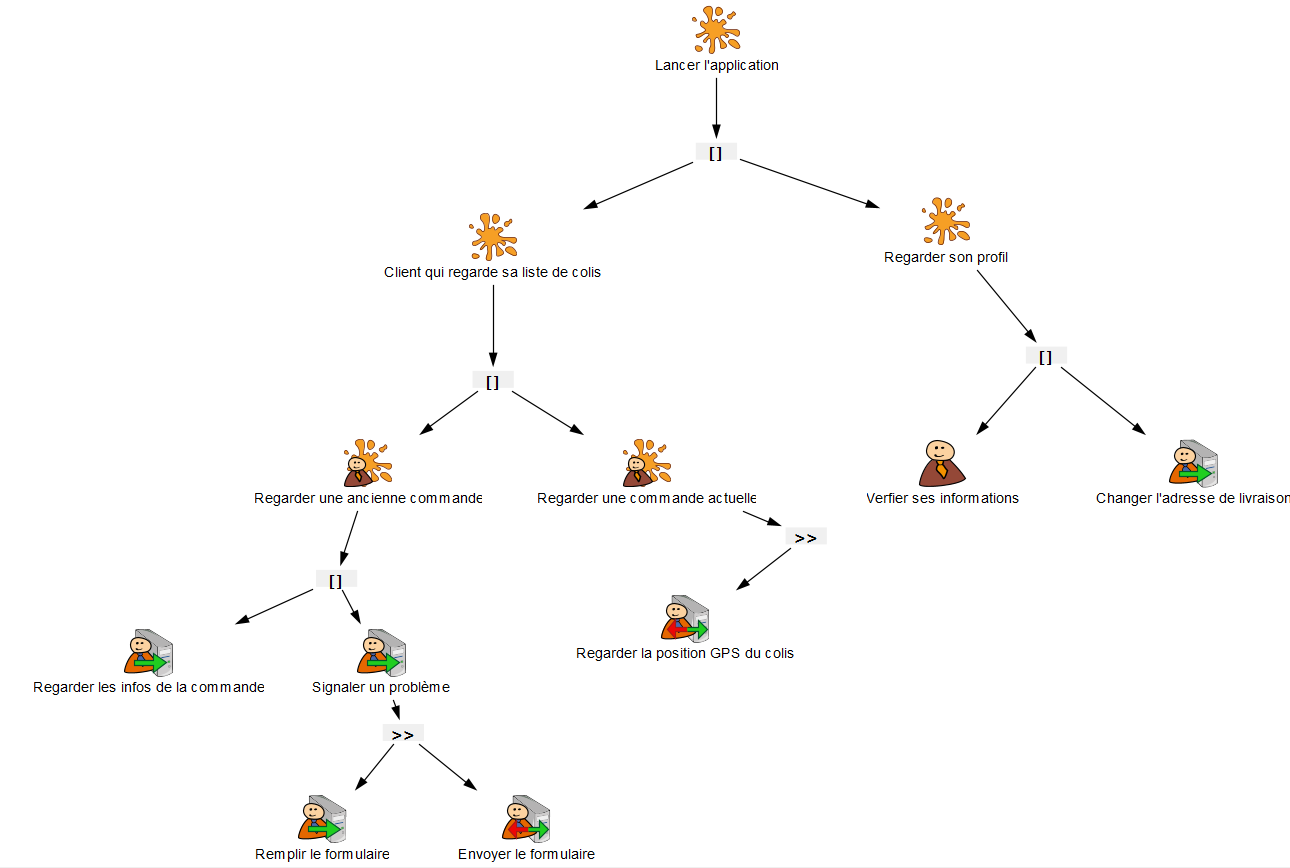 Lancer l'application
[]
Client qui regarde sa liste de colis
Regarder son profil
[]
[]
Regarder une ancienne commande
Regarder une commande actuelle
Verfier ses informations
Changer l'adresse de livraison
>>
[]
Regarder la position GPS du colis
Regarder les infos de la commande
Signaler un problème
>>
Remplir le formulaire
Envoyer le formulaire